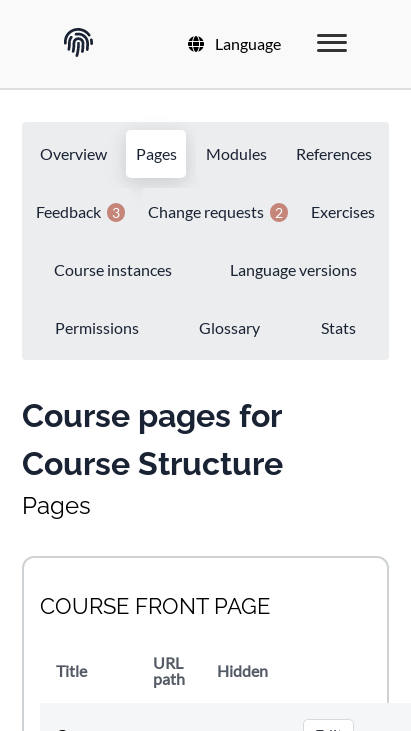 Language
Overview Pages Modules References
Feedback 3 Change requests 2 Exercises
Course instances Language versions
Permissions Glossary Stats
Course pages for
Course Structure
Pages
COURSE FRONT PAGE
Title URL path Hidden